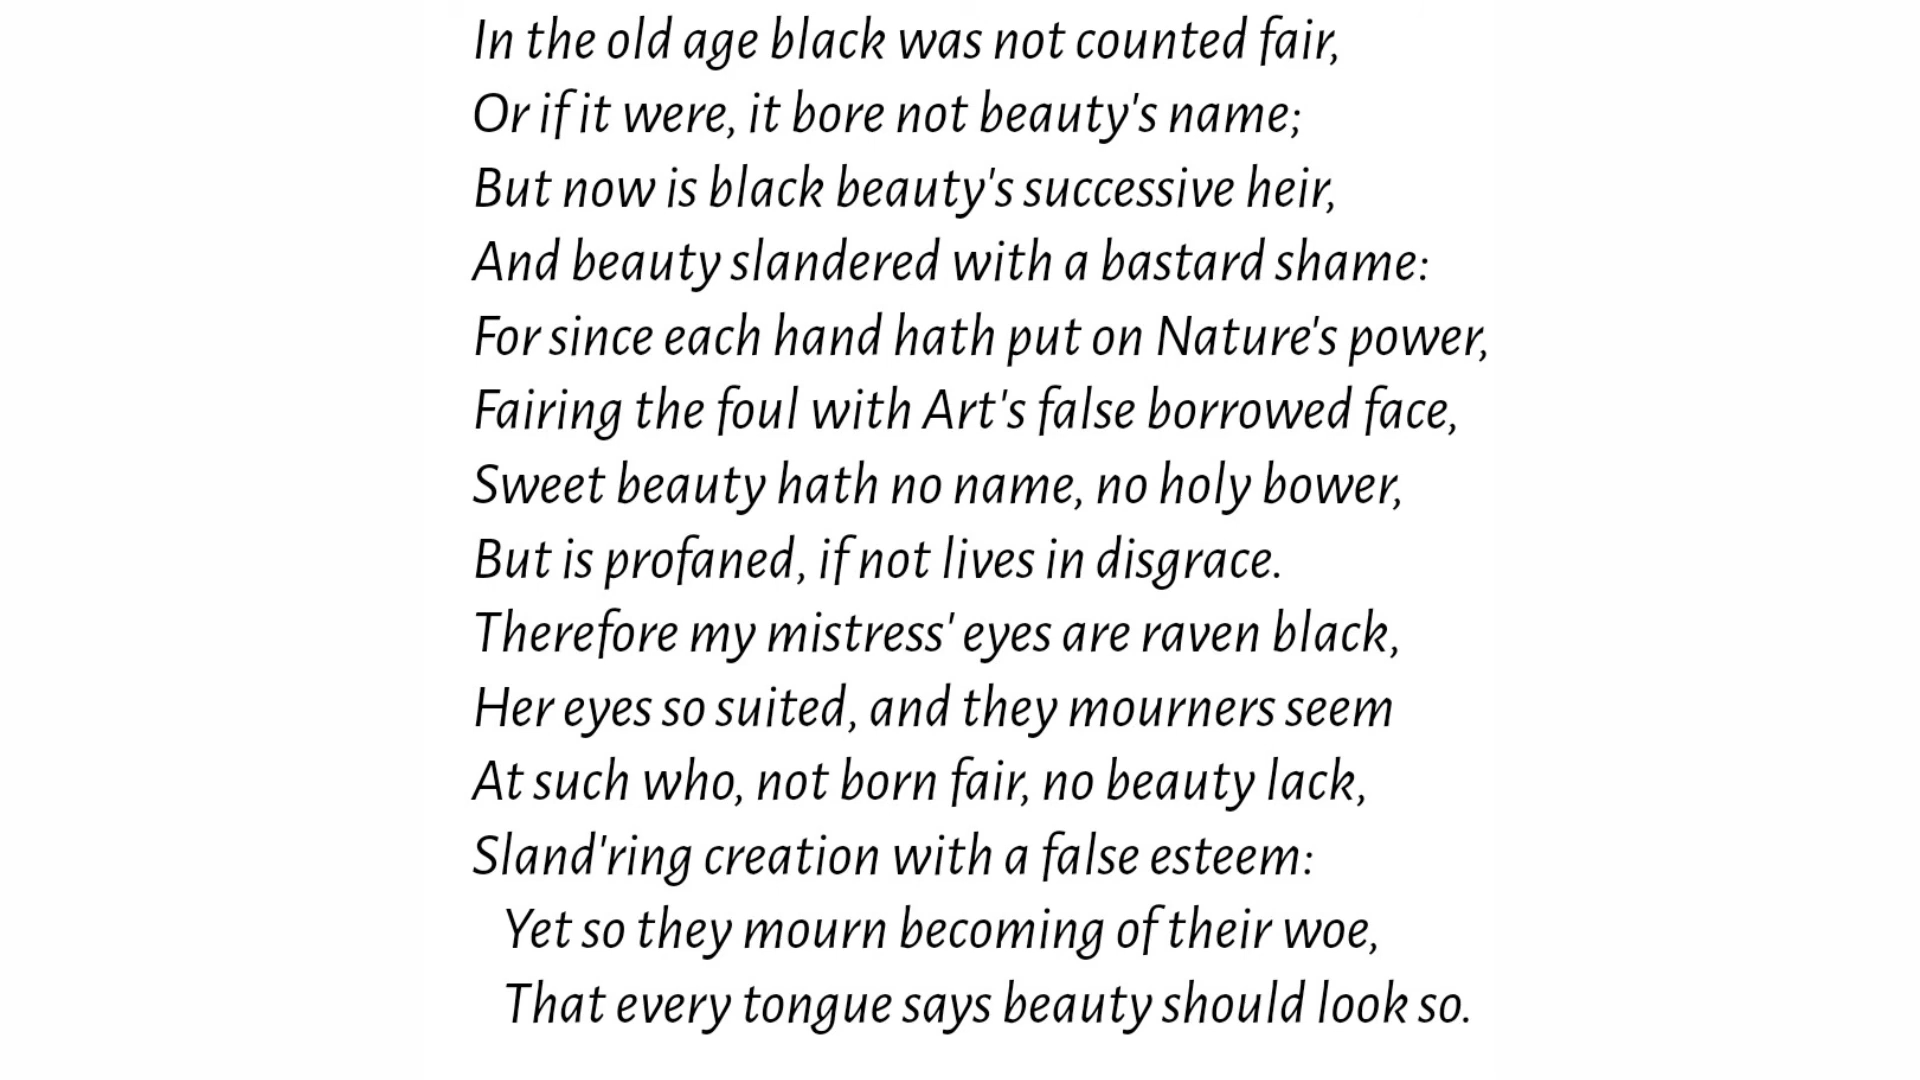 In the old age black was not counted fair,
Or if it were, it bore not beauty's name;
But now is black beauty's successive heir,
And beauty slandered with a bastard shame:
For since each hand hath put on Nature's power,
Fairing the foul with Art's false borrowed face,
Sweet beauty hath no name, no holy bower,
But is profaned, if not lives in disgrace.
Therefore my mistress' eyes are raven black,
Her eyes so suited, and they mourners seem
At such who, not born fair, no beauty lack,
Sland'ring creation with a false esteem:
Yet so they mourn becoming of their woe,
That every tongue says beauty should look so.